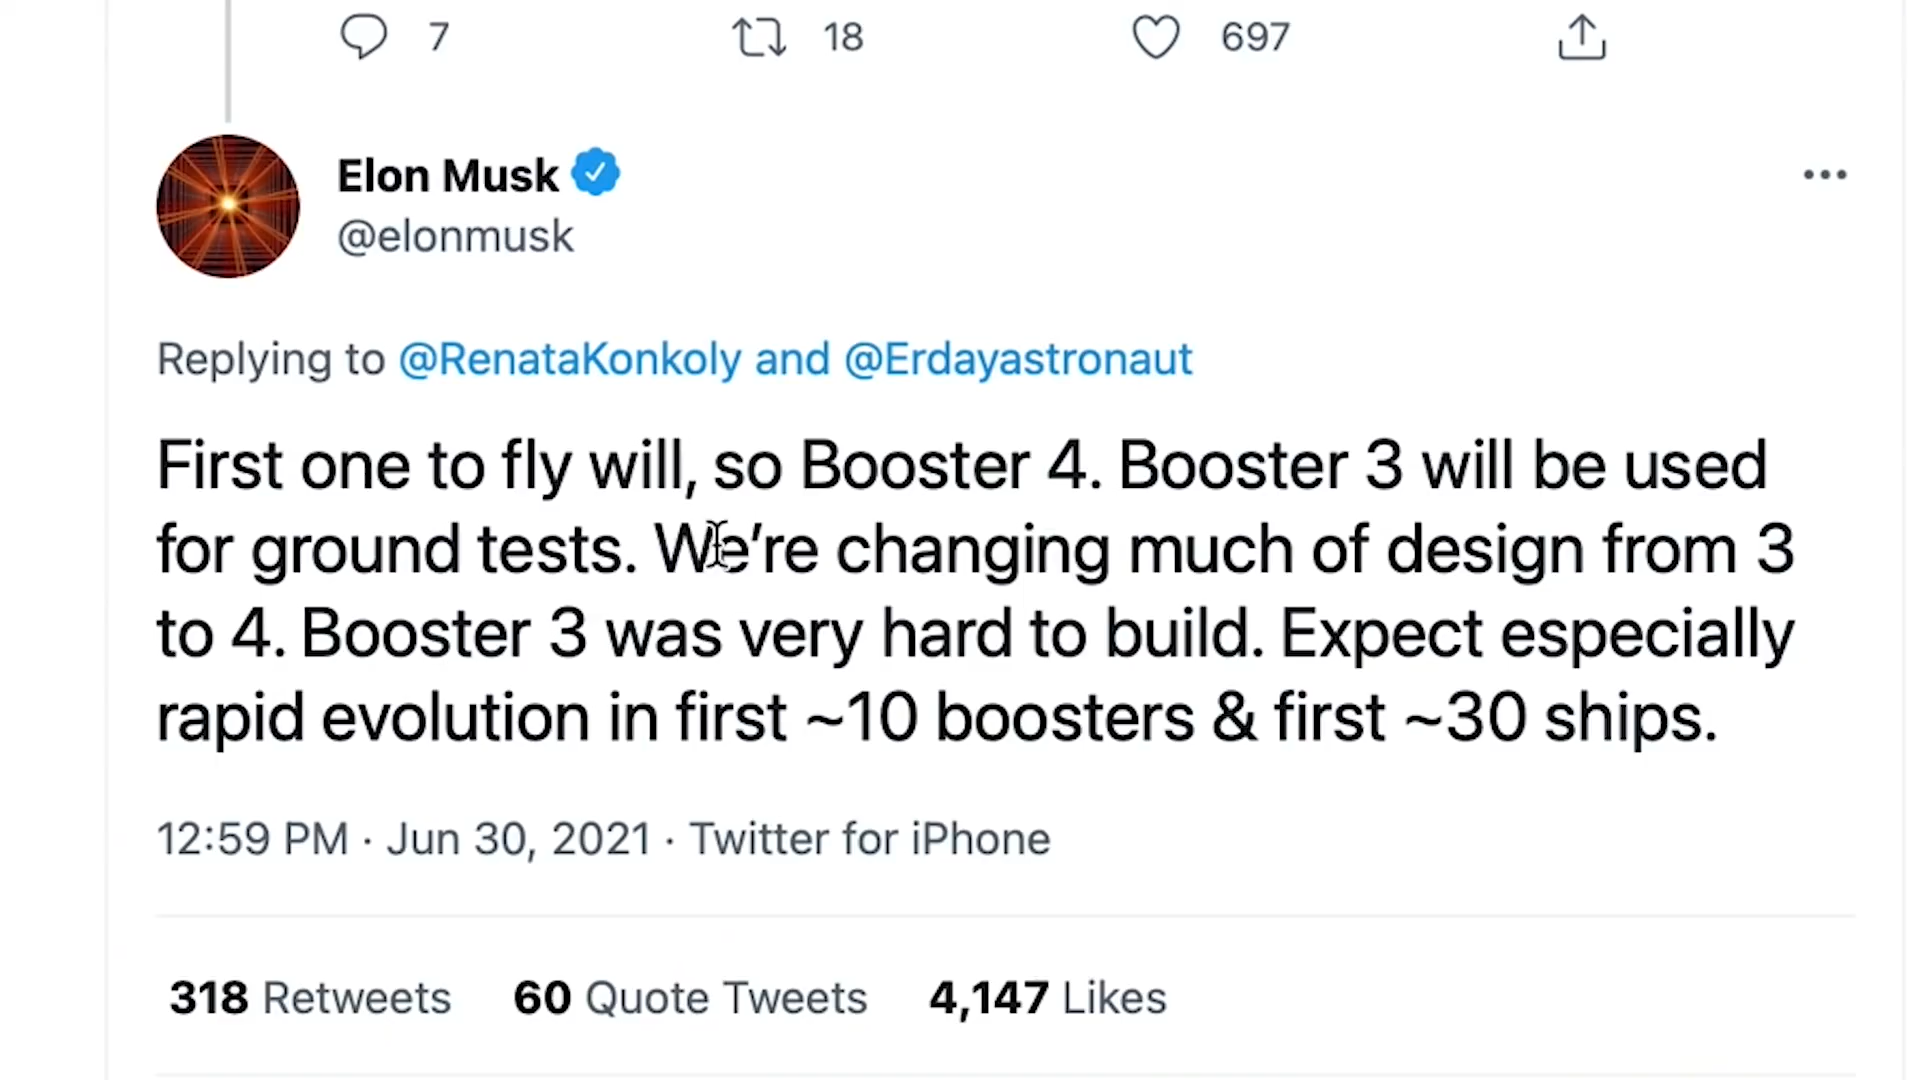 7 18 697
Elon Musk
@elonmusk
Replying to @RenataKonkoly and @Erdayastronaut
First one to fly will, so Booster 4. Booster 3 will be used
for ground tests. We’re changing much of design from 3
to 4. Booster 3 was very hard to build. Expect especially
rapid evolution in first ~10 boosters & first ~30 ships.
12:59 PM · Jun 30, 2021 · Twitter for iPhone
318 Retweets 60 Quote Tweets 4,147 Likes